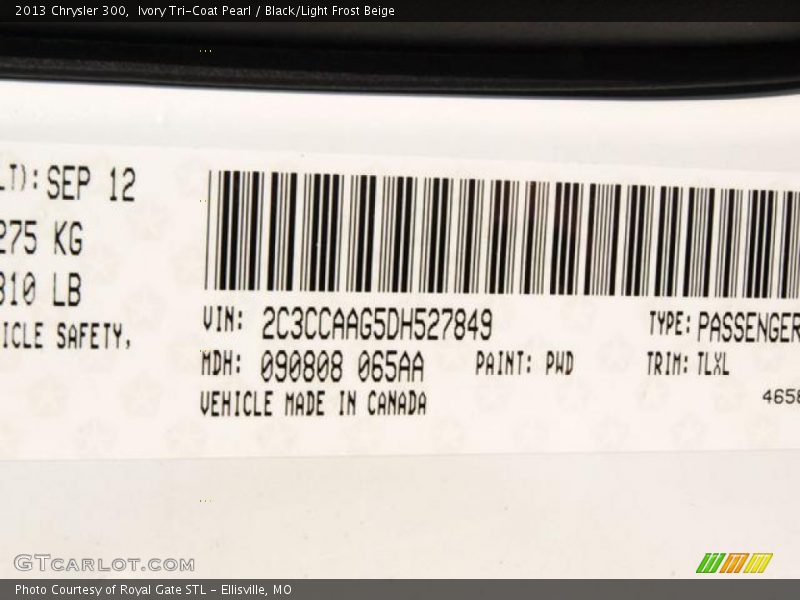 2013 Chrysler 300, Ivory Tri-Coat Pearl / Black/Light Frost Beige
LT): SEP 12
275 KG
310 LB
ICLE SAFETY,
VIN: 2C3CCAAG5DH527849 TYPE: PASSENGER
MDH: 090808 065AA PAINT: PWD TRIM: TLXL
VEHICLE MADE IN CANADA 4658
GTCARLOT.COM
Photo Courtesy of Royal Gate STL - Ellisville, MO